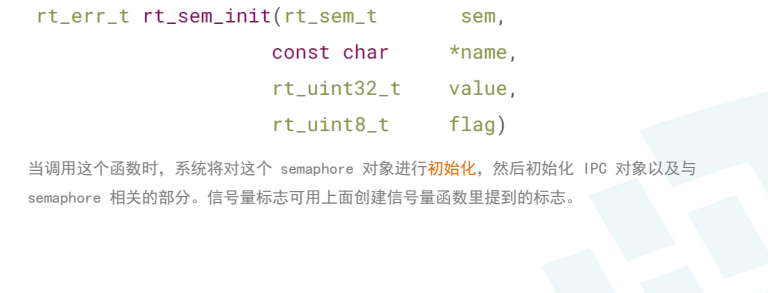 rt_err_t rt_sem_init(rt_sem_t sem,
const char *name,
rt_uint32_t value,
rt_uint8_t flag)
当调用这个函数时，系统将对这个 semaphore 对象进行初始化，然后初始化 IPC 对象以及与
semaphore 相关的部分。信号量标志可用上面创建信号量函数里提到的标志。